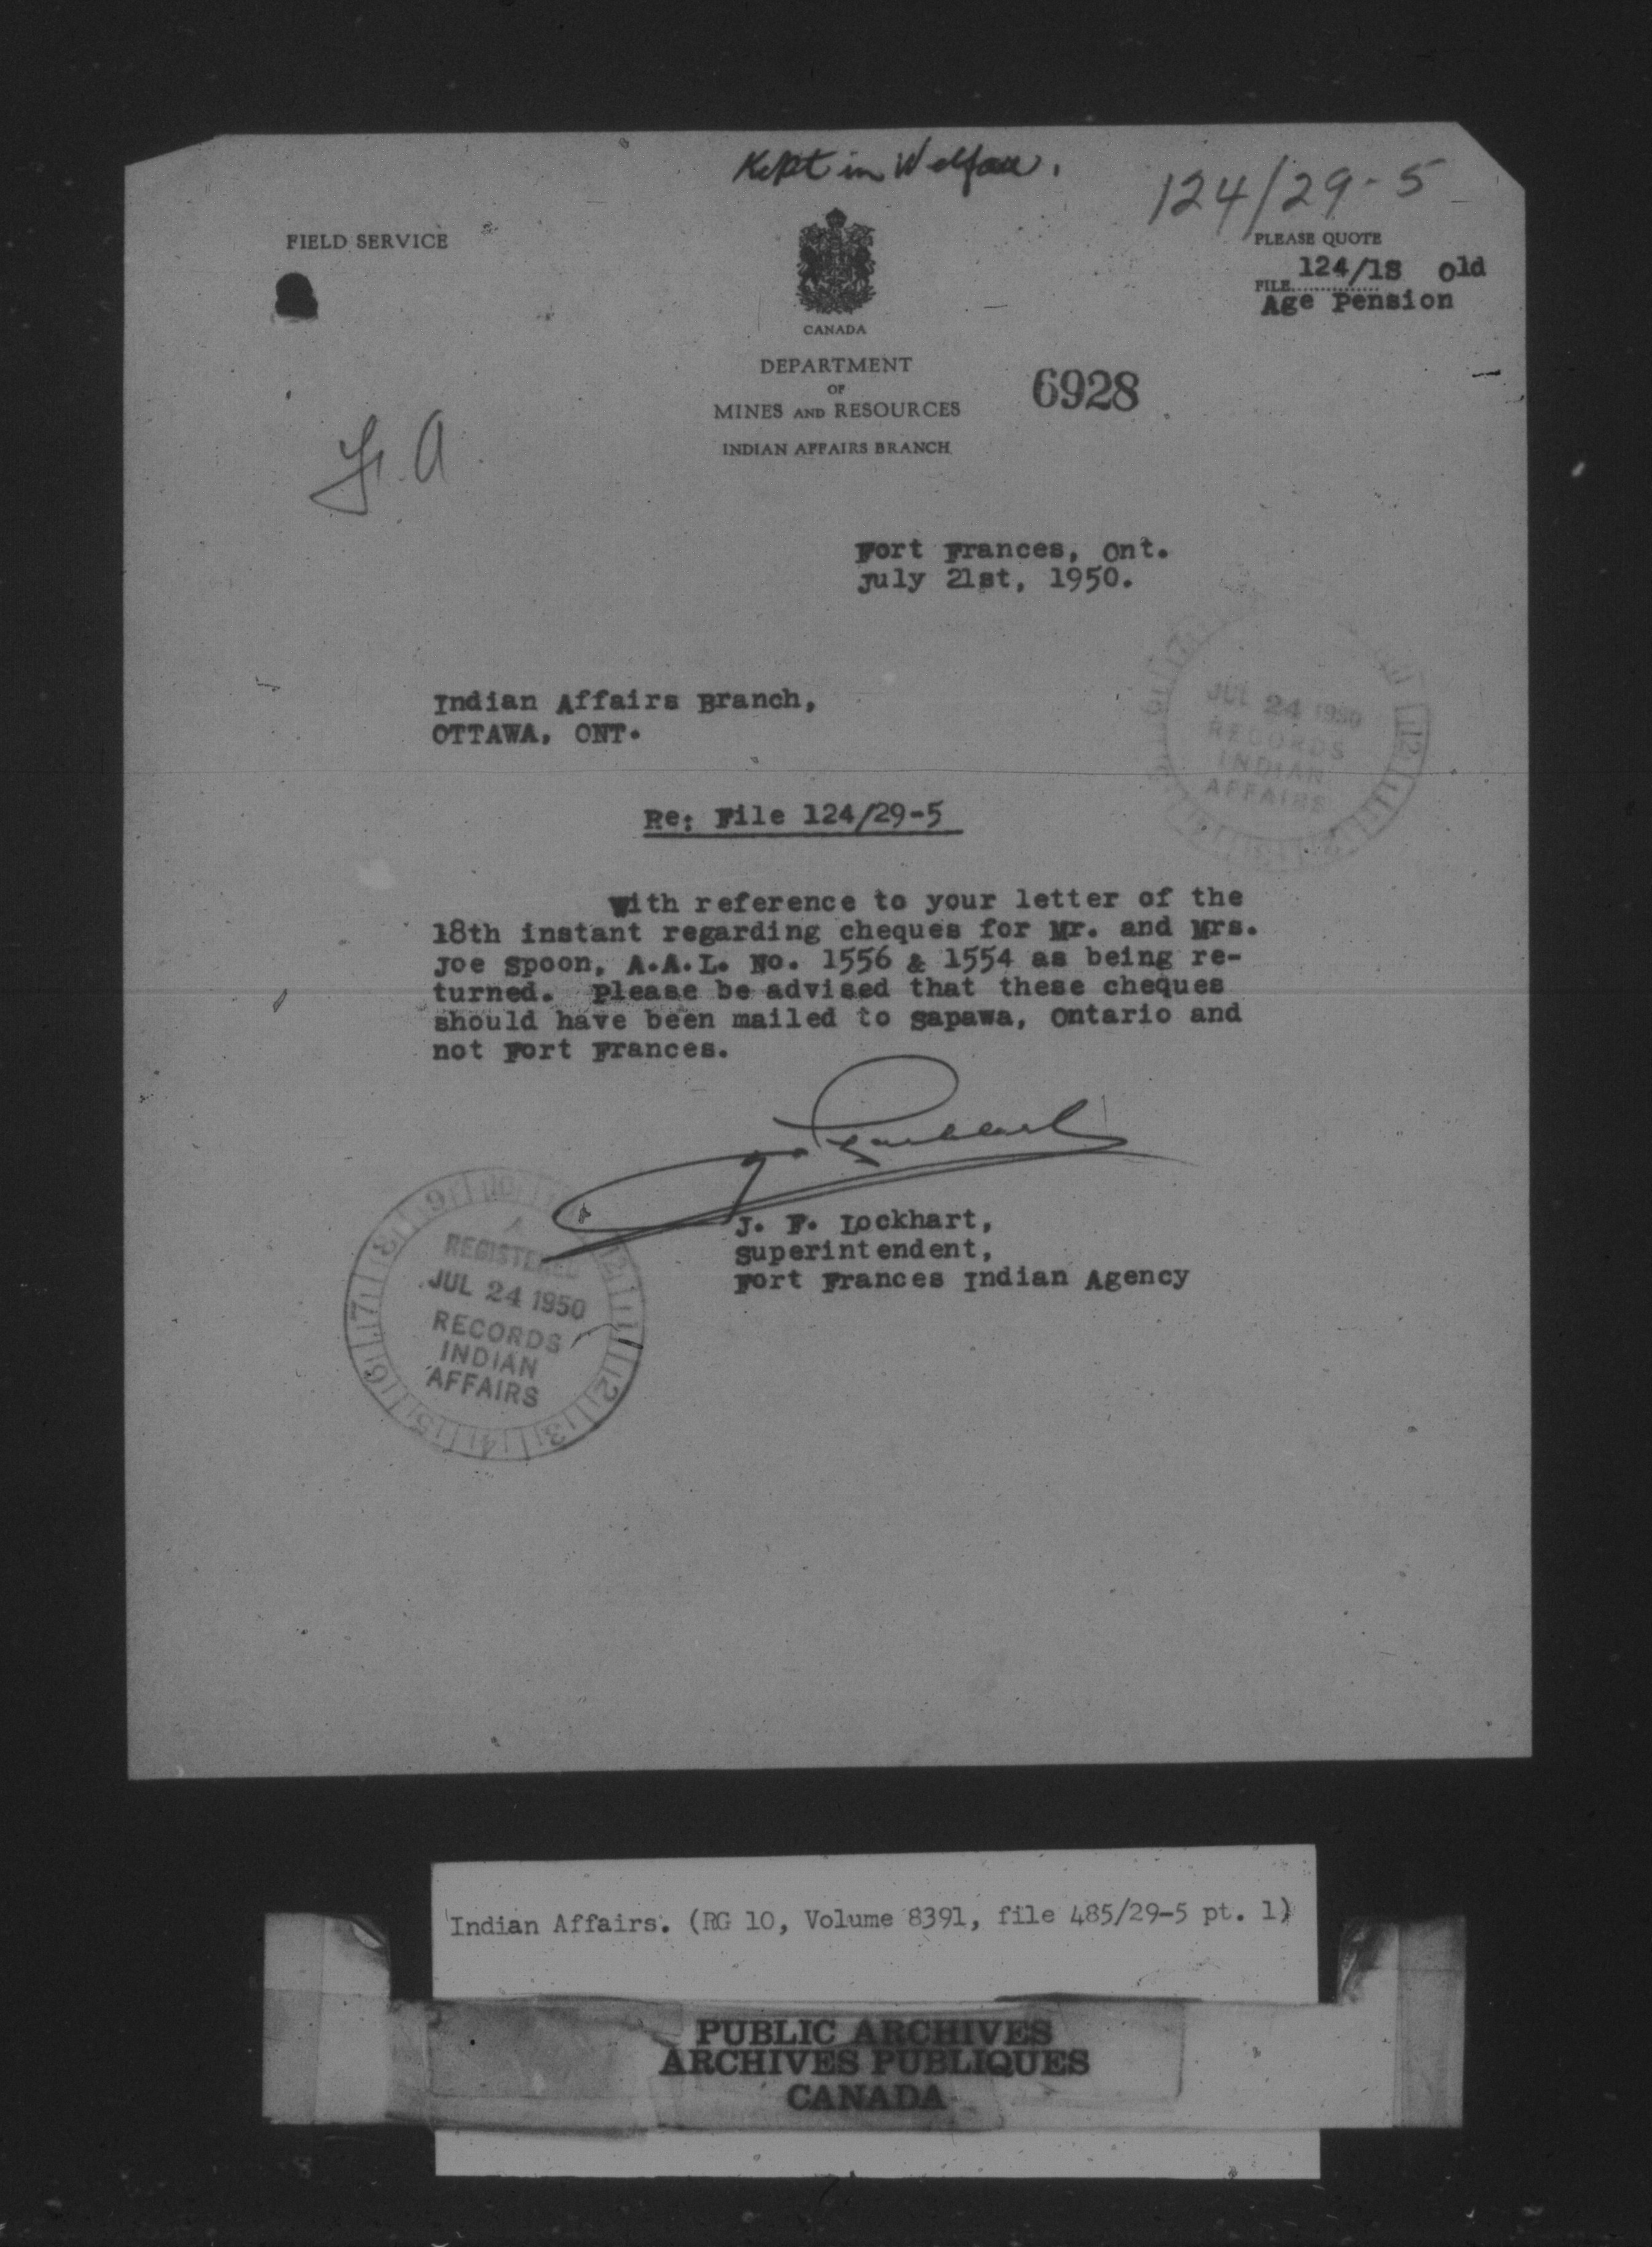 Kept in Welfare.
124/29-5
FIELD SERVICE
PLEASE QUOTE
124/18 Old
FILE...............
Age Pension
CANADA
DEPARTMENT
OF
MINES AND RESOURCES
INDIAN AFFAIRS BRANCH
6928
Fort Frances, Ont.
July 21st, 1950.
JUL 24 1950
RECORDS
INDIAN
AFFAIRS
Indian Affairs Branch,
OTTAWA, ONT.
Re: File 124/29-5
With reference to your letter of the
18th instant regarding cheques for Mr. and Mrs.
Joe Spoon, A.A.L. No. 1556 & 1554 as being re-
turned. Please be advised that these cheques
should have been mailed to Sapawa, Ontario and
not Fort Frances.
J. F. Lockhart,
Superintendent,
Fort Frances Indian Agency
REGISTERED
JUL 24 1950
RECORDS
INDIAN
AFFAIRS
Indian Affairs. (RG 10, Volume 8391, file 485/29-5 pt. 1)
PUBLIC ARCHIVES
ARCHIVES PUBLIQUES
CANADA